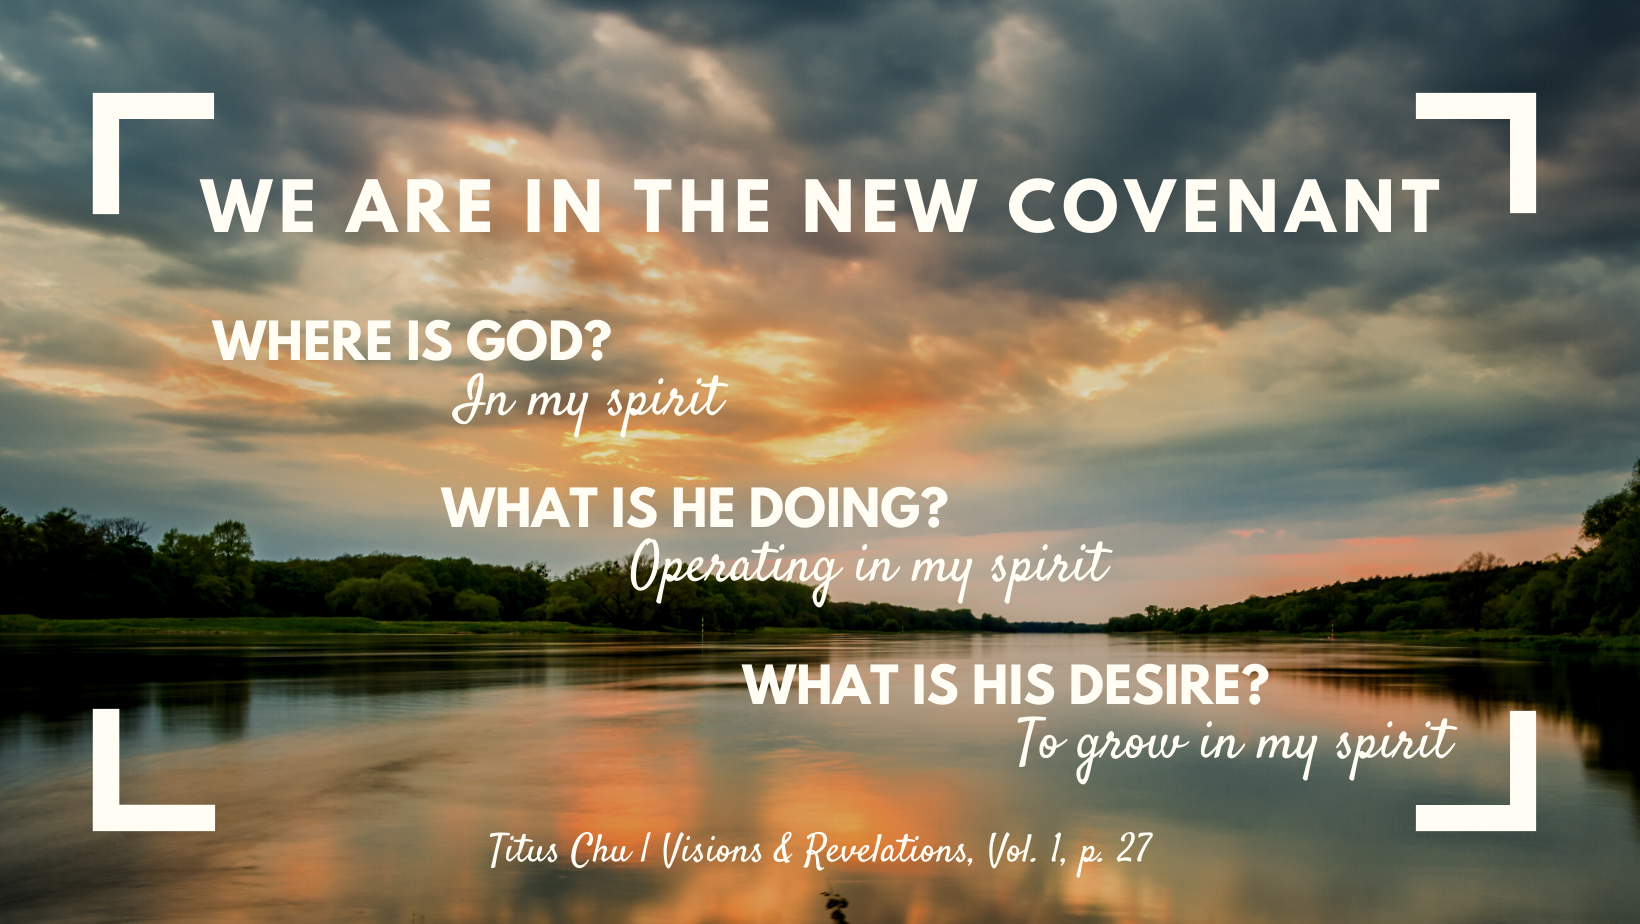 WE ARE IN THE NEW COVENANT
WHERE IS GOD?
In my spirit
WHAT IS HE DOING?
Operating in my spirit
WHAT IS HIS DESIRE?
To grow in my spirit
Titus Chu | Visions & Revelations, Vol. 1, p. 27